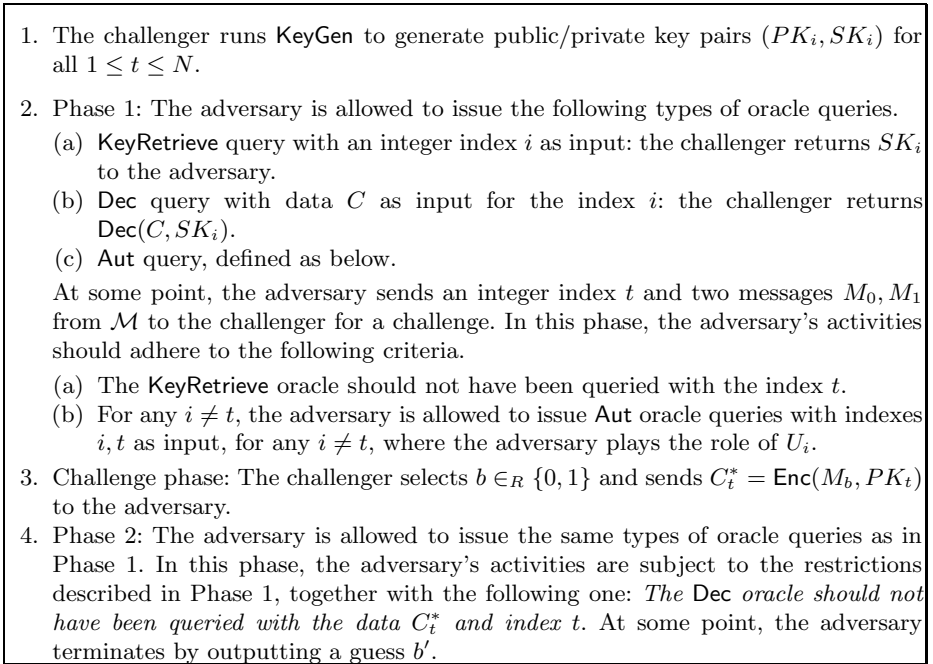 1. The challenger runs KeyGen to generate public/private key pairs (PK_i, SK_i) for
all 1 ≤ t ≤ N.
2. Phase 1: The adversary is allowed to issue the following types of oracle queries.
(a) KeyRetrieve query with an integer index i as input: the challenger returns SK_i
to the adversary.
(b) Dec query with data C as input for the index i: the challenger returns
Dec(C, SK_i).
(c) Aut query, defined as below.
At some point, the adversary sends an integer index t and two messages M_0, M_1
from ℳ to the challenger for a challenge. In this phase, the adversary's activities
should adhere to the following criteria.
(a) The KeyRetrieve oracle should not have been queried with the index t.
(b) For any i ≠ t, the adversary is allowed to issue Aut oracle queries with indexes
i, t as input, for any i ≠ t, where the adversary plays the role of U_i.
3. Challenge phase: The challenger selects b ∈_R {0, 1} and sends C_t^* = Enc(M_b, PK_t)
to the adversary.
4. Phase 2: The adversary is allowed to issue the same types of oracle queries as in
Phase 1. In this phase, the adversary's activities are subject to the restrictions
described in Phase 1, together with the following one: The Dec oracle should not
have been queried with the data C_t^* and index t. At some point, the adversary
terminates by outputting a guess b′.